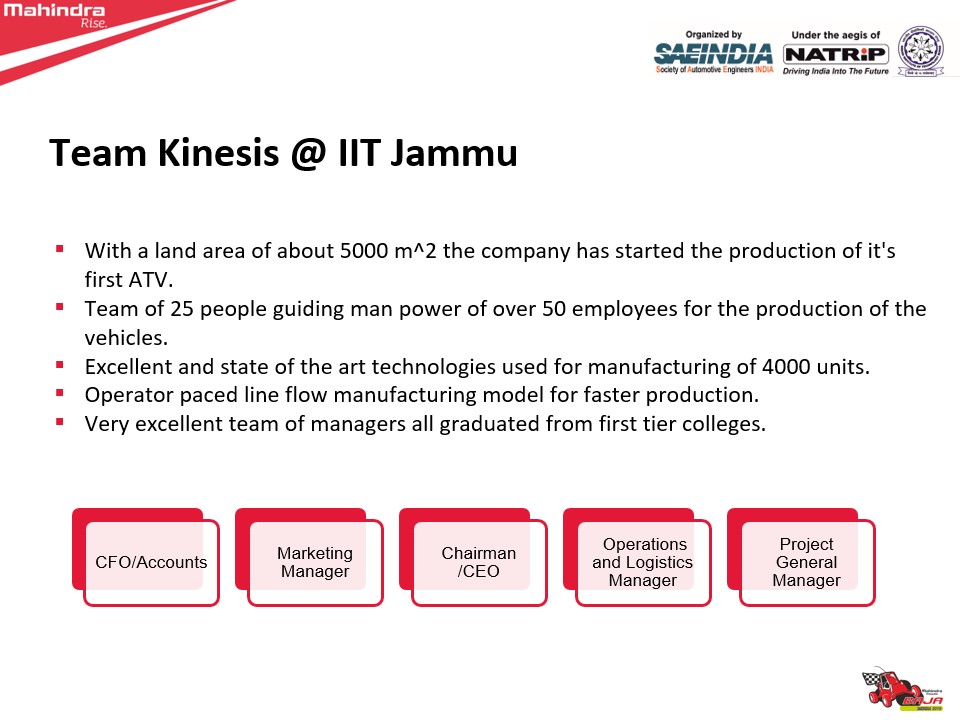 Mahindra
Rise.
Organized by
SAEINDIA
Society of Automotive Engineers INDIA
Under the aegis of
NATRiP
Driving India Into The Future
Team Kinesis @ IIT Jammu
With a land area of about 5000 m^2 the company has started the production of it's
first ATV.
Team of 25 people guiding man power of over 50 employees for the production of the
vehicles.
Excellent and state of the art technologies used for manufacturing of 4000 units.
Operator paced line flow manufacturing model for faster production.
Very excellent team of managers all graduated from first tier colleges.
CFO/Accounts
Marketing
Manager
Chairman
/CEO
Operations
and Logistics
Manager
Project
General
Manager
Mahindra
BAJA